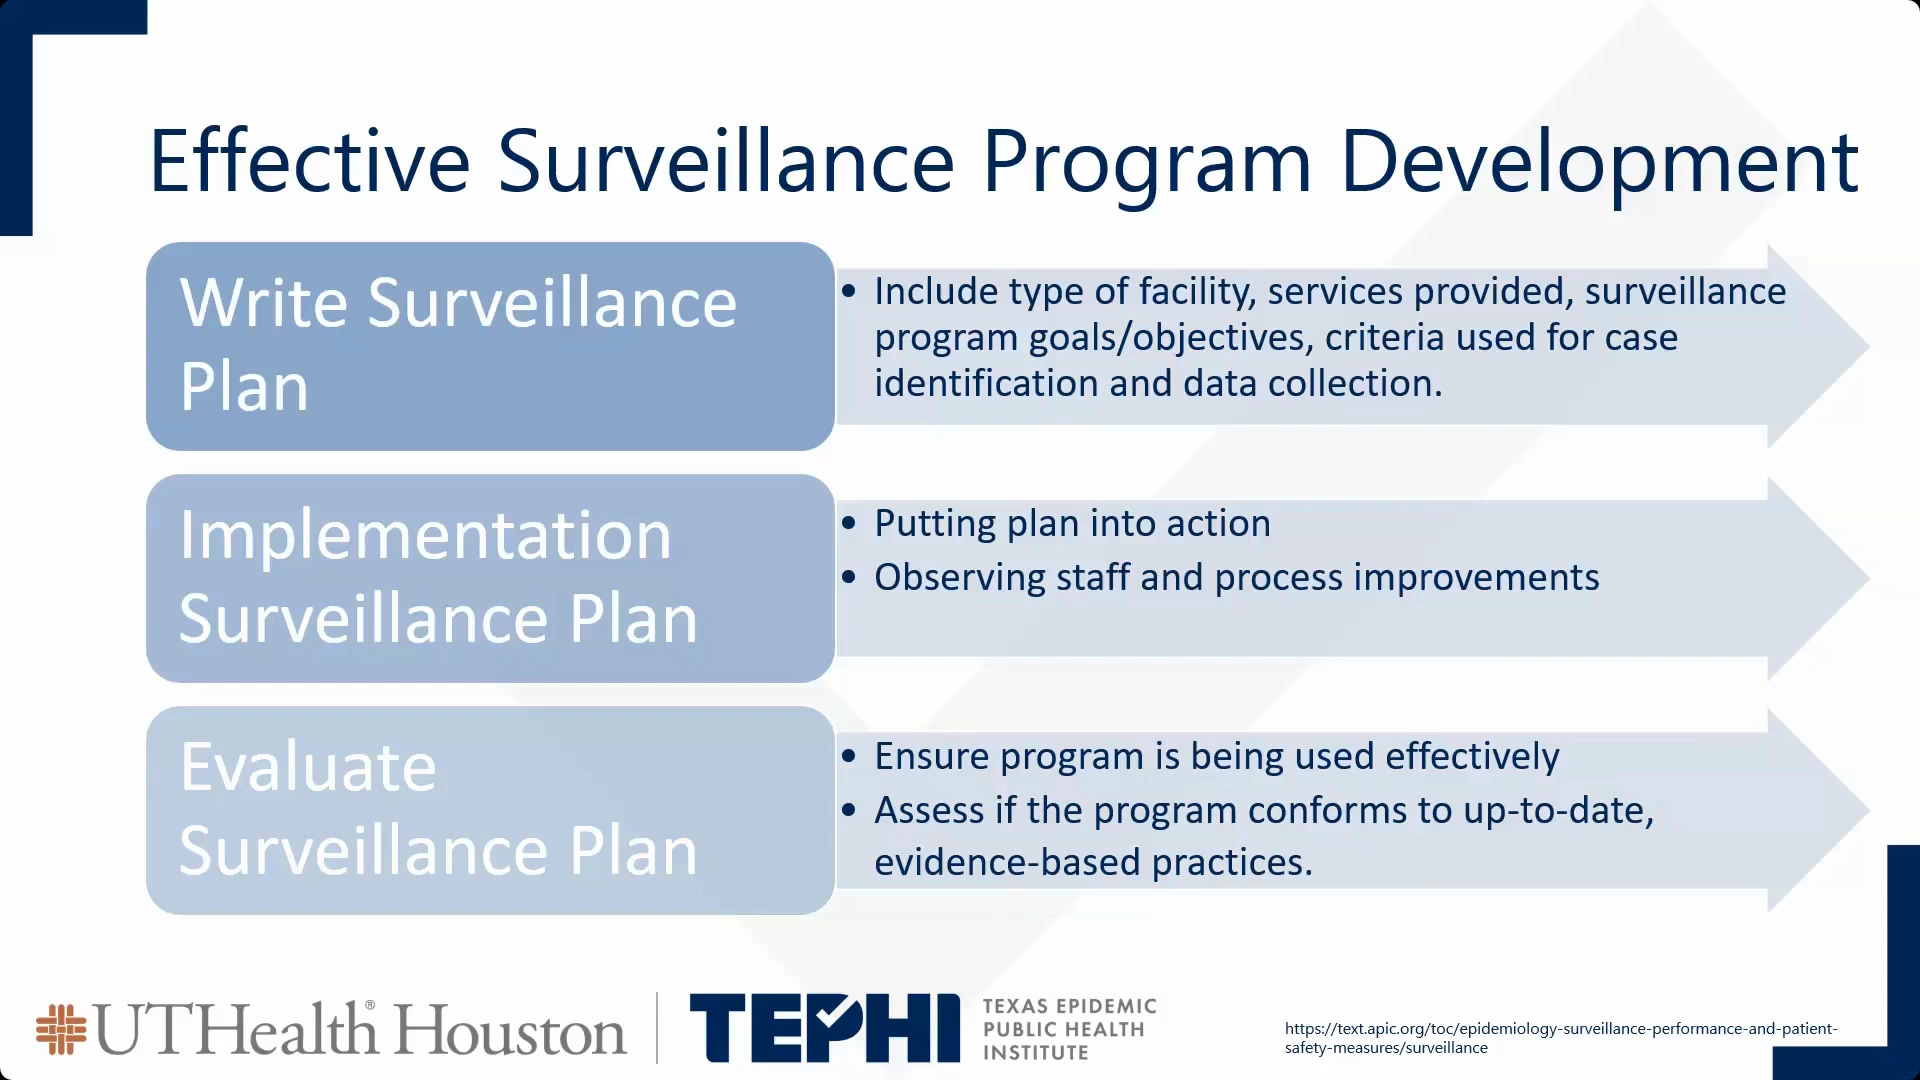 Effective Surveillance Program Development
Write Surveillance
Plan
• Include type of facility, services provided, surveillance
program goals/objectives, criteria used for case
identification and data collection.
Implementation
Surveillance Plan
• Putting plan into action
• Observing staff and process improvements
Evaluate
Surveillance Plan
• Ensure program is being used effectively
• Assess if the program conforms to up-to-date,
evidence-based practices.
UTHealth® Houston
TEPHI
TEXAS EPIDEMIC
PUBLIC HEALTH
INSTITUTE
https://text.apic.org/toc/epidemiology-surveillance-performance-and-patient-
safety-measures/surveillance